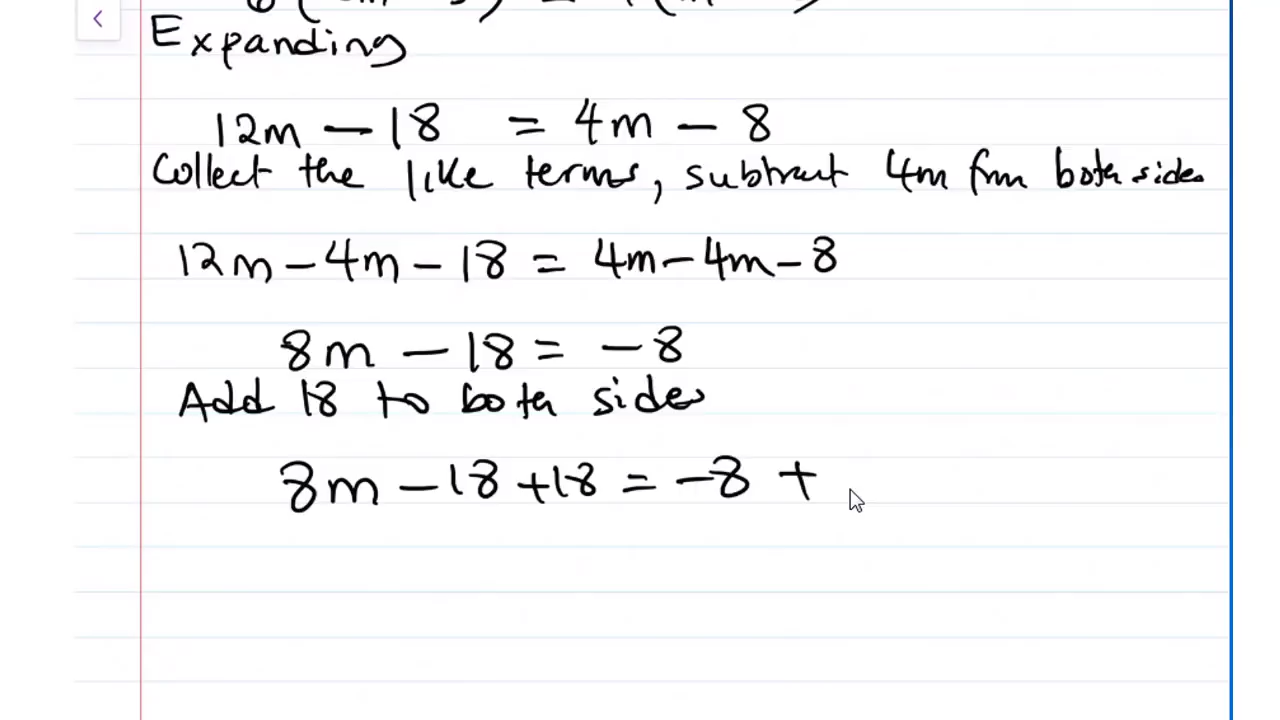 Expanding
12m - 18 = 4m - 8
Collect the like terms, subtract 4m from both sides
12m - 4m - 18 = 4m - 4m - 8
8m - 18 = -8
Add 18 to both sides
8m - 18 + 18 = -8 +